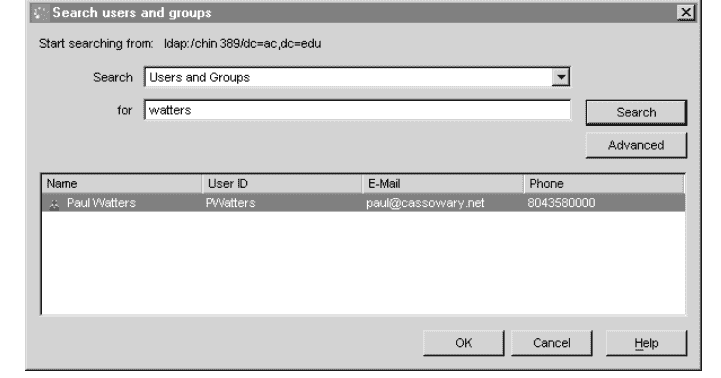 Search users and groups
Start searching from: ldap:/chin 389/dc=ac,dc=edu
Search Users and Groups
for watters Search
Advanced
Name User ID E-Mail Phone
Paul Watters PWatters paul@cassowary.net 8043580000
OK Cancel Help